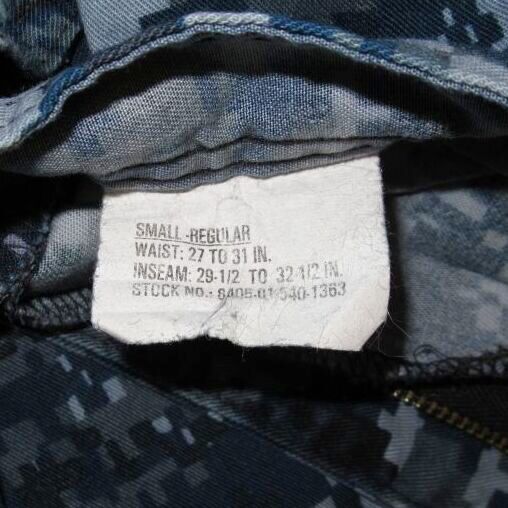 SMALL-REGULAR
WAIST: 27 TO 31 IN.
INSEAM: 29-1/2 TO 32-1/2 IN.
STOCK NO.: 8405-01-540-1363